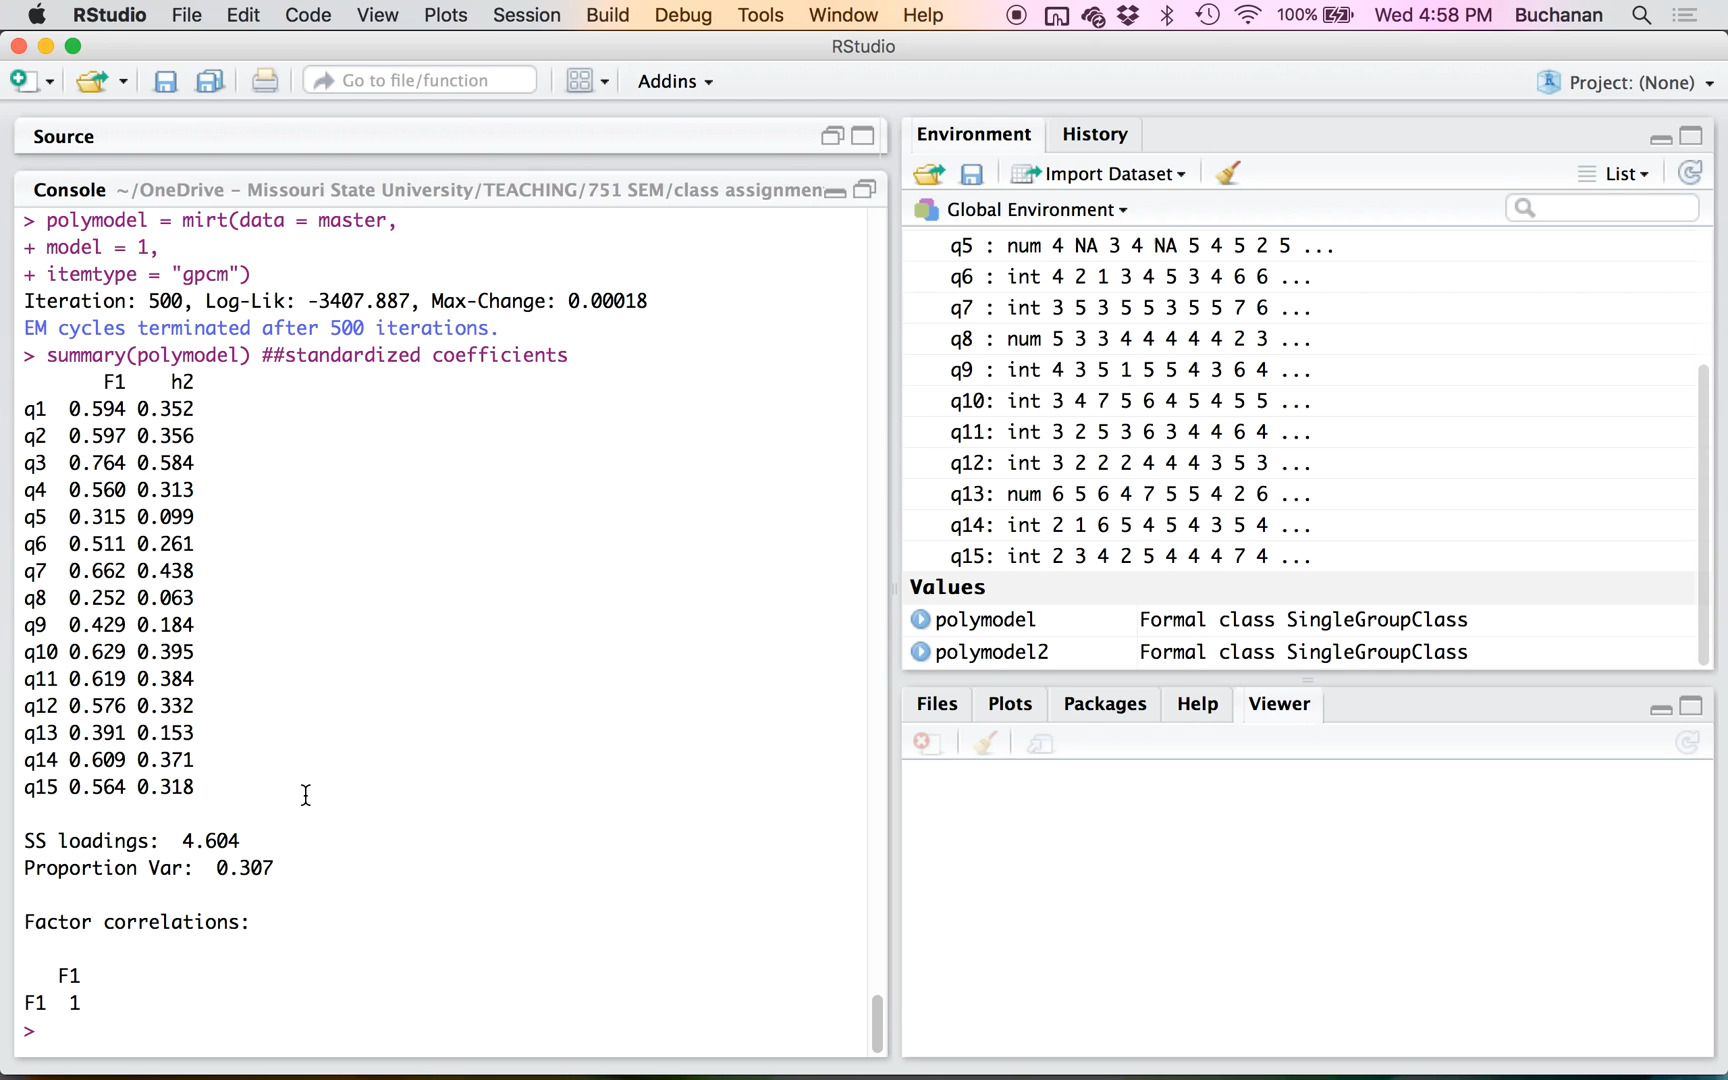 RStudio File Edit Code View Plots Session Build Debug Tools Window Help 100% Wed 4:58 PM Buchanan
RStudio
Go to file/function Addins Project: (None)
Source
Console ~/OneDrive - Missouri State University/TEACHING/751 SEM/class assignmen
> polymodel = mirt(data = master,
+ model = 1,
+ itemtype = "gpcm")
Iteration: 500, Log-Lik: -3407.887, Max-Change: 0.00018
EM cycles terminated after 500 iterations.
> summary(polymodel) ##standardized coefficients
F1 h2
q1 0.594 0.352
q2 0.597 0.356
q3 0.764 0.584
q4 0.560 0.313
q5 0.315 0.099
q6 0.511 0.261
q7 0.662 0.438
q8 0.252 0.063
q9 0.429 0.184
q10 0.629 0.395
q11 0.619 0.384
q12 0.576 0.332
q13 0.391 0.153
q14 0.609 0.371
q15 0.564 0.318
SS loadings: 4.604
Proportion Var: 0.307
Factor correlations:
F1
F1 1
>
Environment History
Import Dataset List
Global Environment
q5 : num 4 NA 3 4 NA 5 4 5 2 5 ...
q6 : int 4 2 1 3 4 5 3 4 6 6 ...
q7 : int 3 5 3 5 5 3 5 5 7 6 ...
q8 : num 5 3 3 4 4 4 4 4 2 3 ...
q9 : int 4 3 5 1 5 5 4 3 6 4 ...
q10: int 3 4 7 5 6 4 5 4 5 5 ...
q11: int 3 2 5 3 6 3 4 4 6 4 ...
q12: int 3 2 2 2 4 4 4 3 5 3 ...
q13: num 6 5 6 4 7 5 5 4 2 6 ...
q14: int 2 1 6 5 4 5 4 3 5 4 ...
q15: int 2 3 4 2 5 4 4 4 7 4 ...
Values
polymodel Formal class SingleGroupClass
polymodel2 Formal class SingleGroupClass
Files Plots Packages Help Viewer